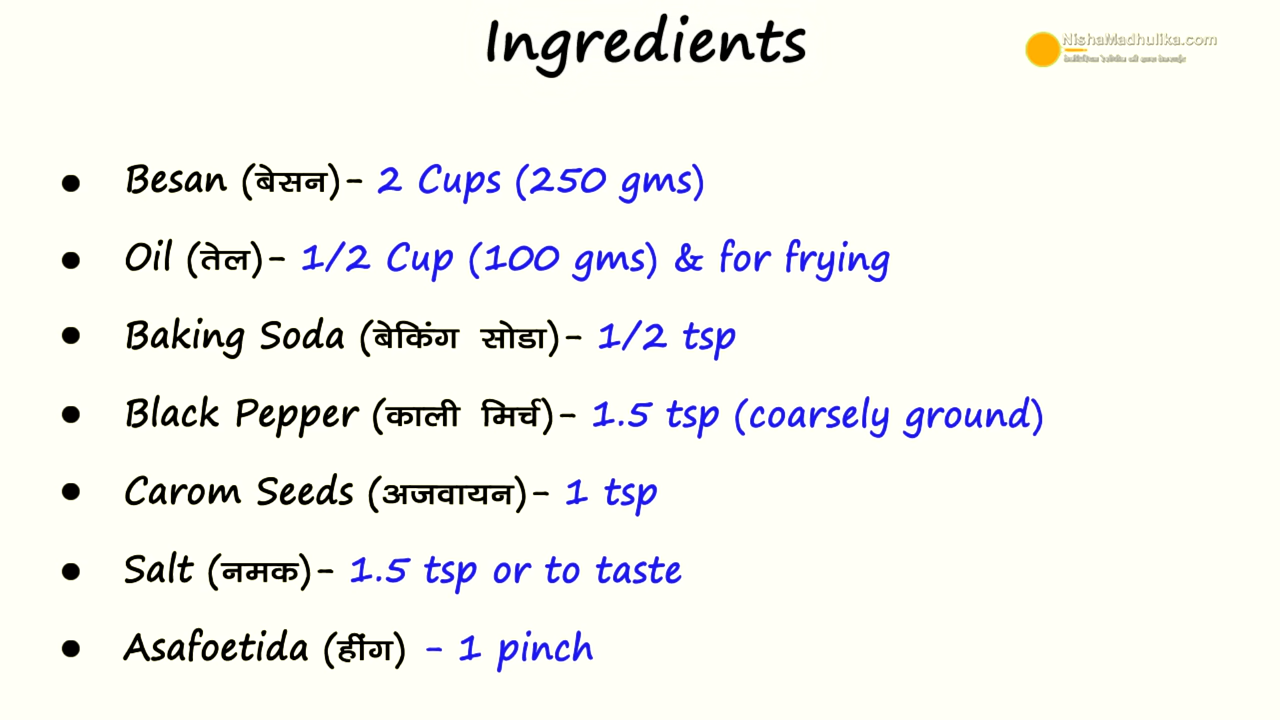 Ingredients
NishaMadhulika.com
• Besan (बेसन)- 2 Cups (250 gms)
• Oil (तेल)- 1/2 Cup (100 gms) & for frying
• Baking Soda (बेकिंग सोडा)- 1/2 tsp
• Black Pepper (काली मिर्च)- 1.5 tsp (coarsely ground)
• Carom Seeds (अजवायन)- 1 tsp
• Salt (नमक)- 1.5 tsp or to taste
• Asafoetida (हींग) - 1 pinch